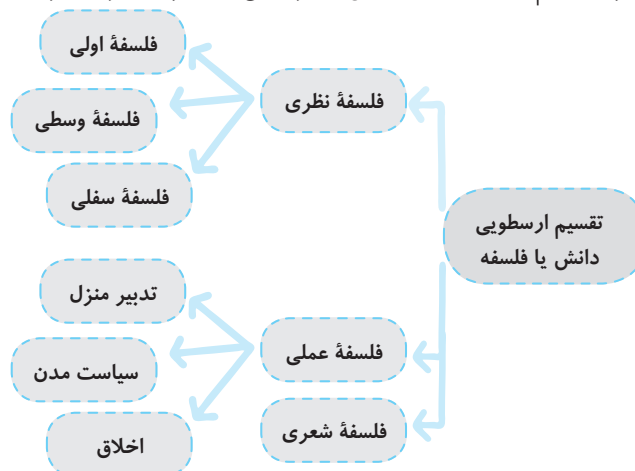 تقسیم ارسطویی
دانش یا فلسفه
فلسفهٔ نظری
فلسفهٔ اولی
فلسفهٔ وسطی
فلسفهٔ سفلی
فلسفهٔ عملی
تدبیر منزل
سیاست مدن
اخلاق
فلسفهٔ شعری